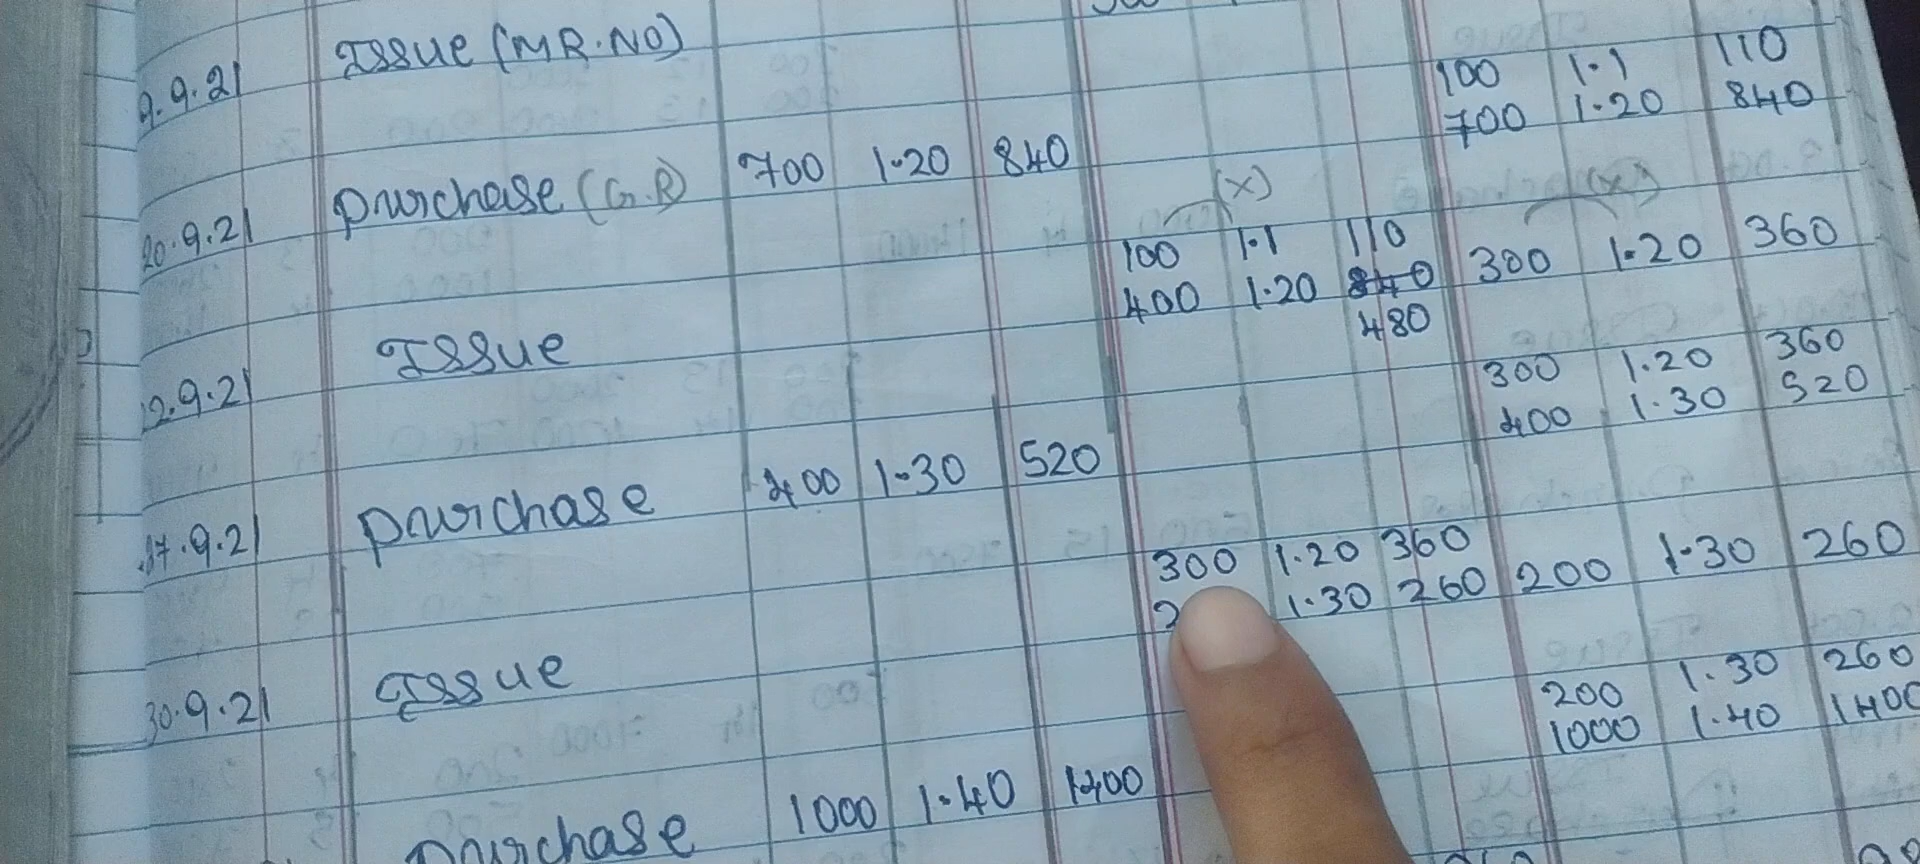 Issue (MR.NO)
9.9.21
100 1.1 110
700 1.20 840
purchase (G.R) 700 1.20 840
20.9.21
(x) (x)
100 1.1 110
400 1.20 840 300 1.20 360
480
Issue
2.9.21
300 1.20 360
400 1.30 520
purchase 400 1.30 520
17.9.21
300 1.20 360
1.30 260 200 1.30 260
Issue
30.9.21
200 1.30 260
1000 1.40 1400
purchase 1000 1.40 1400